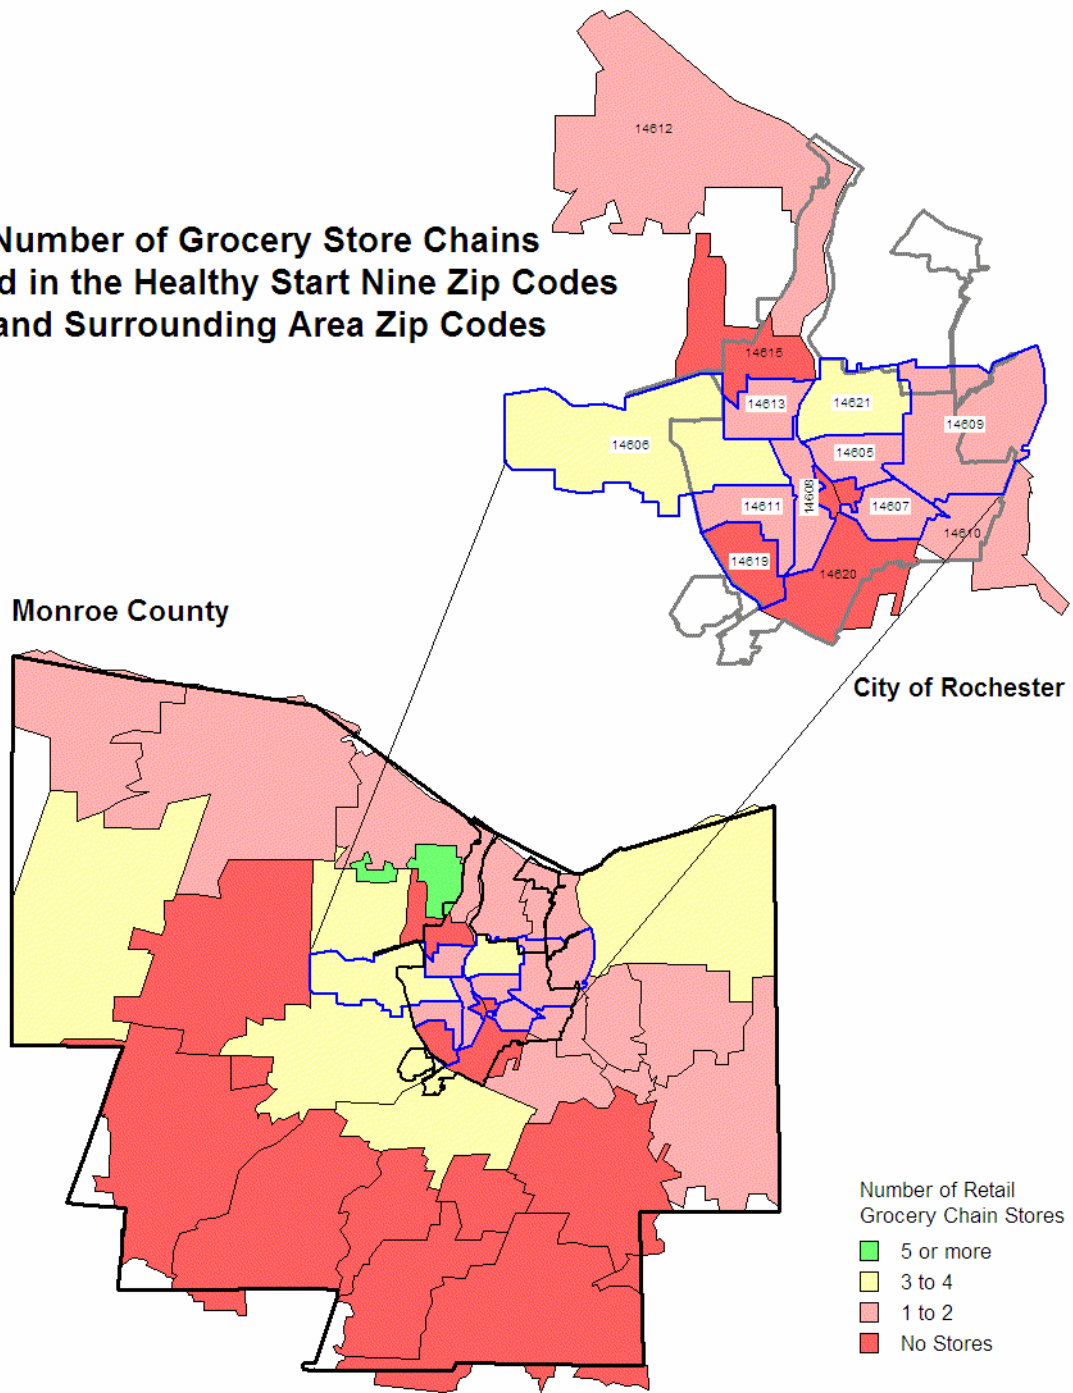 Number of Grocery Store Chains
d in the Healthy Start Nine Zip Codes
and Surrounding Area Zip Codes
14612
14615
14613
14621
14609
14606
14605
14608
14611
14607
14610
14619
14620
Monroe County
City of Rochester
Number of Retail
Grocery Chain Stores
5 or more
3 to 4
1 to 2
No Stores